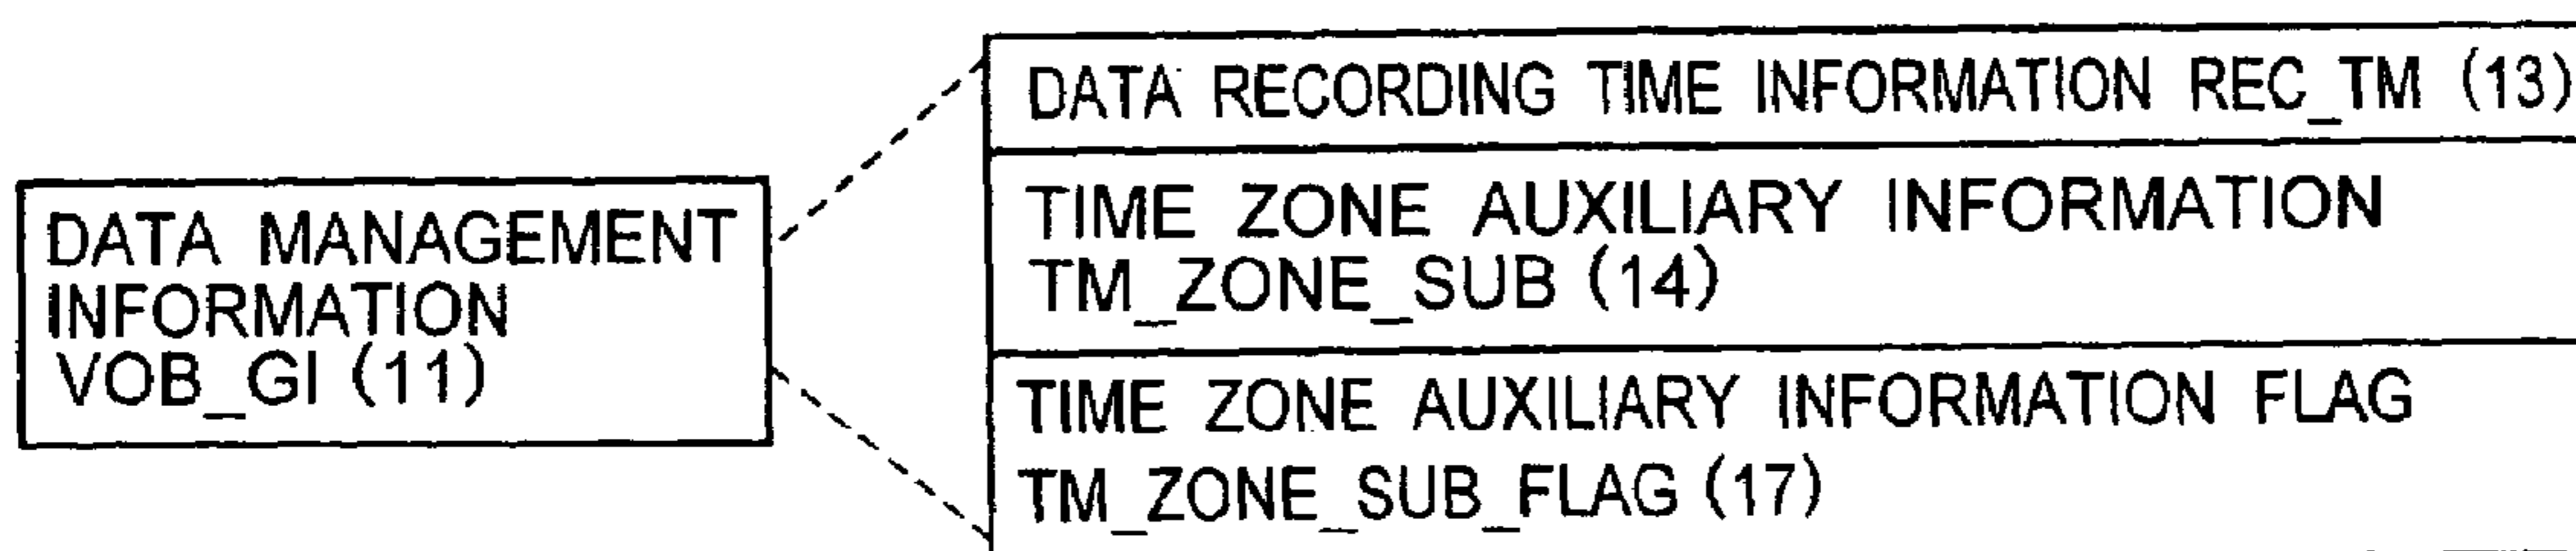 DATA MANAGEMENT
INFORMATION
VOB_GI (11)
DATA RECORDING TIME INFORMATION REC_TM (13)
TIME ZONE AUXILIARY INFORMATION
TM_ZONE_SUB (14)
TIME ZONE AUXILIARY INFORMATION FLAG
TM_ZONE_SUB_FLAG (17)